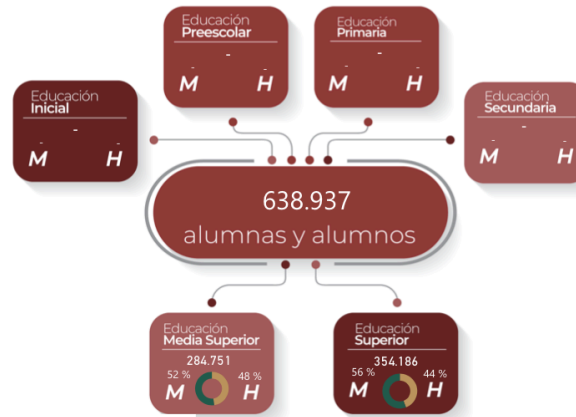 Educación
Preescolar
-
- -
M H
Educación
Primaria
-
- -
M H
Educación
Inicial
-
- -
M H
Educación
Secundaria
-
- -
M H
638.937
alumnas y alumnos
Educación
Media Superior
284.751
52 % 48 %
M H
Educación
Superior
354.186
56 % 44 %
M H